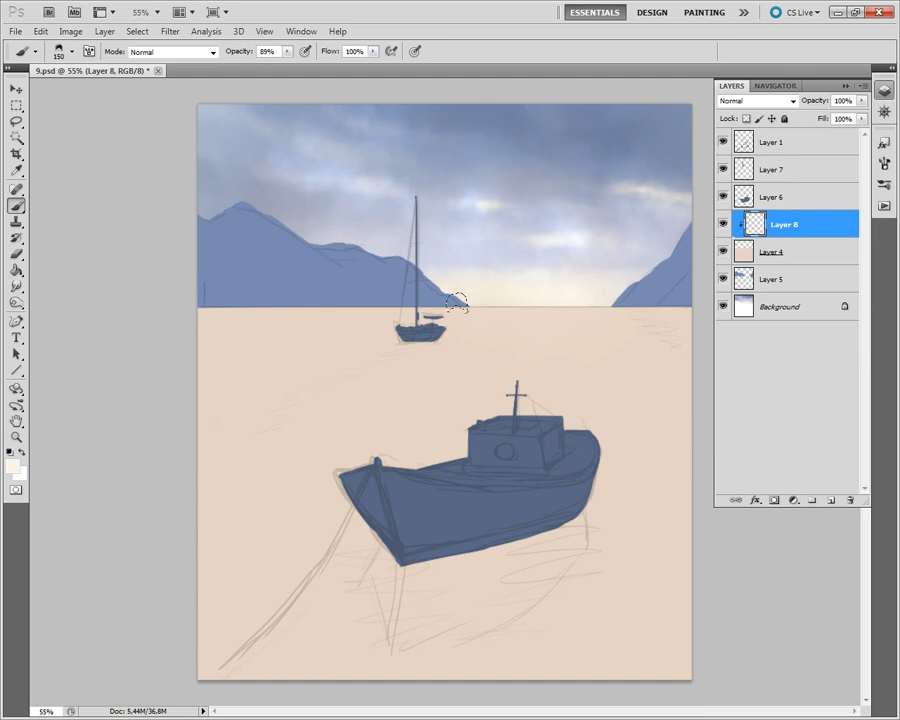 Ps Br Mb 55% ESSENTIALS DESIGN PAINTING CS Live
File Edit Image Layer Select Analysis Filter 3D View Window Help
150 Mode: Normal Opacity: 89% Flow: 100%
9.psd @ 55% (Layer 8, RGB/8) *
LAYERS NAVIGATOR
Normal Opacity: 100%
Lock: Fill: 100%
Layer 1
Layer 7
Layer 6
Layer 8
Layer 4
Layer 5
Background
55% Doc: 5,44M/36,8M